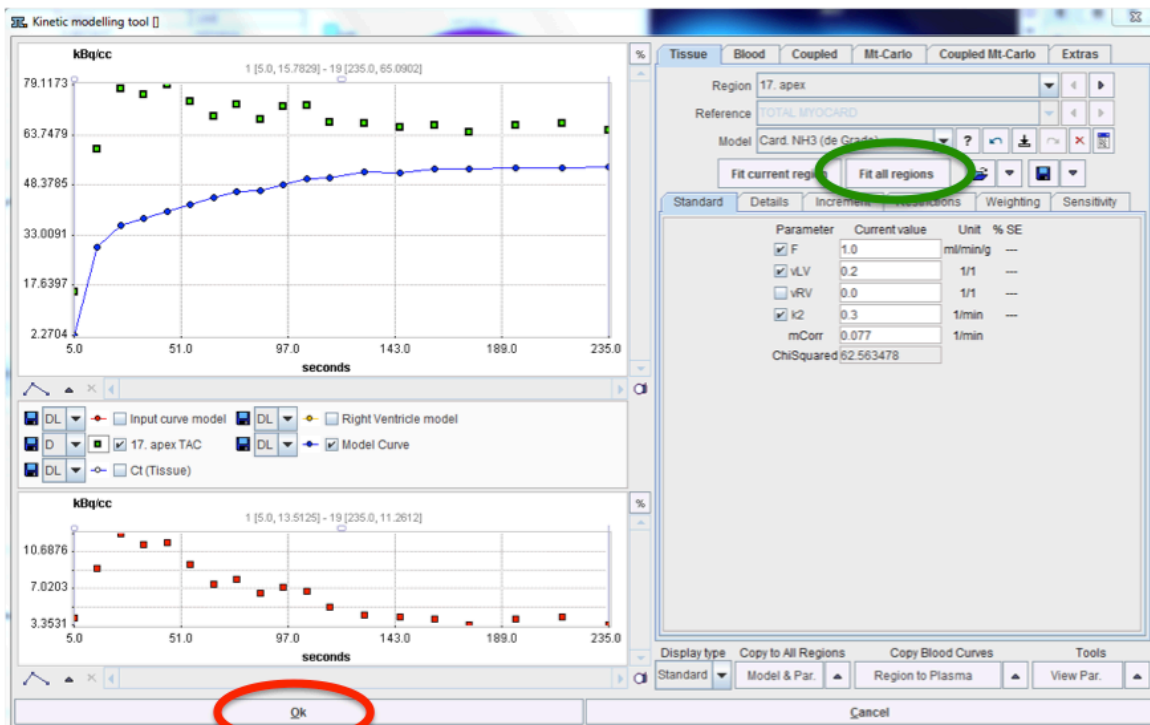 Kinetic modelling tool []
kBq/cc
1 [5.0, 15.7829] - 19 [235.0, 65.0902]
%
79.1173
63.7479
48.3785
33.0091
17.6397
2.2704
5.0 51.0 97.0 143.0 189.0 235.0
seconds
DL Input curve model DL Right Ventricle model
D 17. apex TAC DL Model Curve
DL Ct (Tissue)
kBq/cc
1 [5.0, 13.5125] - 19 [235.0, 11.2612]
%
10.6876
7.0203
3.3531
5.0 51.0 97.0 143.0 189.0 235.0
seconds
Tissue Blood Coupled Mt-Carlo Coupled Mt-Carlo Extras
Region 17. apex
Reference TOTAL MYOCARD
Model Card. NH3 (de Grado) ?
Fit current region Fit all regions
Standard Details Increment Restrictions Weighting Sensitivity
Parameter Current value Unit % SE
F 1.0 ml/min/g ---
vLV 0.2 1/1 ---
vRV 0.0 1/1 ---
k2 0.3 1/min ---
mCorr 0.077 1/min
ChiSquared 62.563478
Display type Copy to All Regions Copy Blood Curves Tools
Standard Model & Par. Region to Plasma View Par.
Ok Cancel